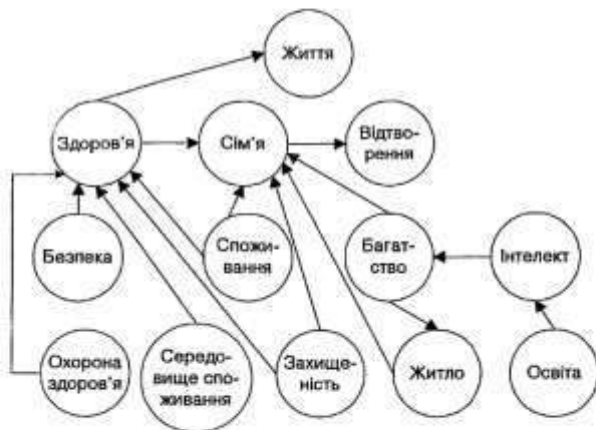 Життя
Здоров'я
Сім'я
Відтво-
рення
Безпека
Спожи-
вання
Багат-
ство
Інтелект
Охорона
здоров'я
Середо-
вище спо-
живання
Захище-
ність
Житло
Освіта